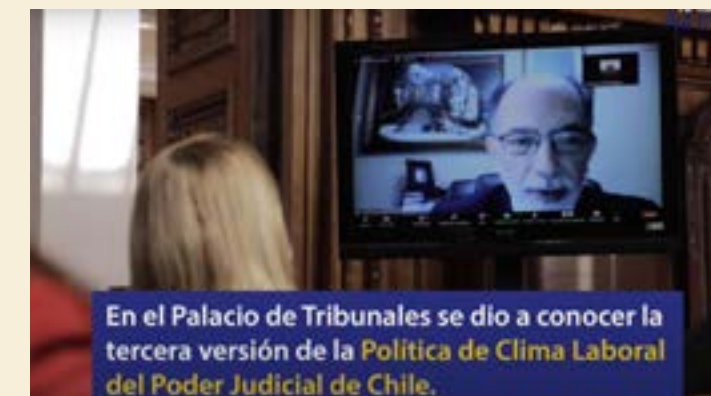 En el Palacio de Tribunales se dio a conocer la
tercera versión de la Política de Clima Laboral
del Poder Judicial de Chile.